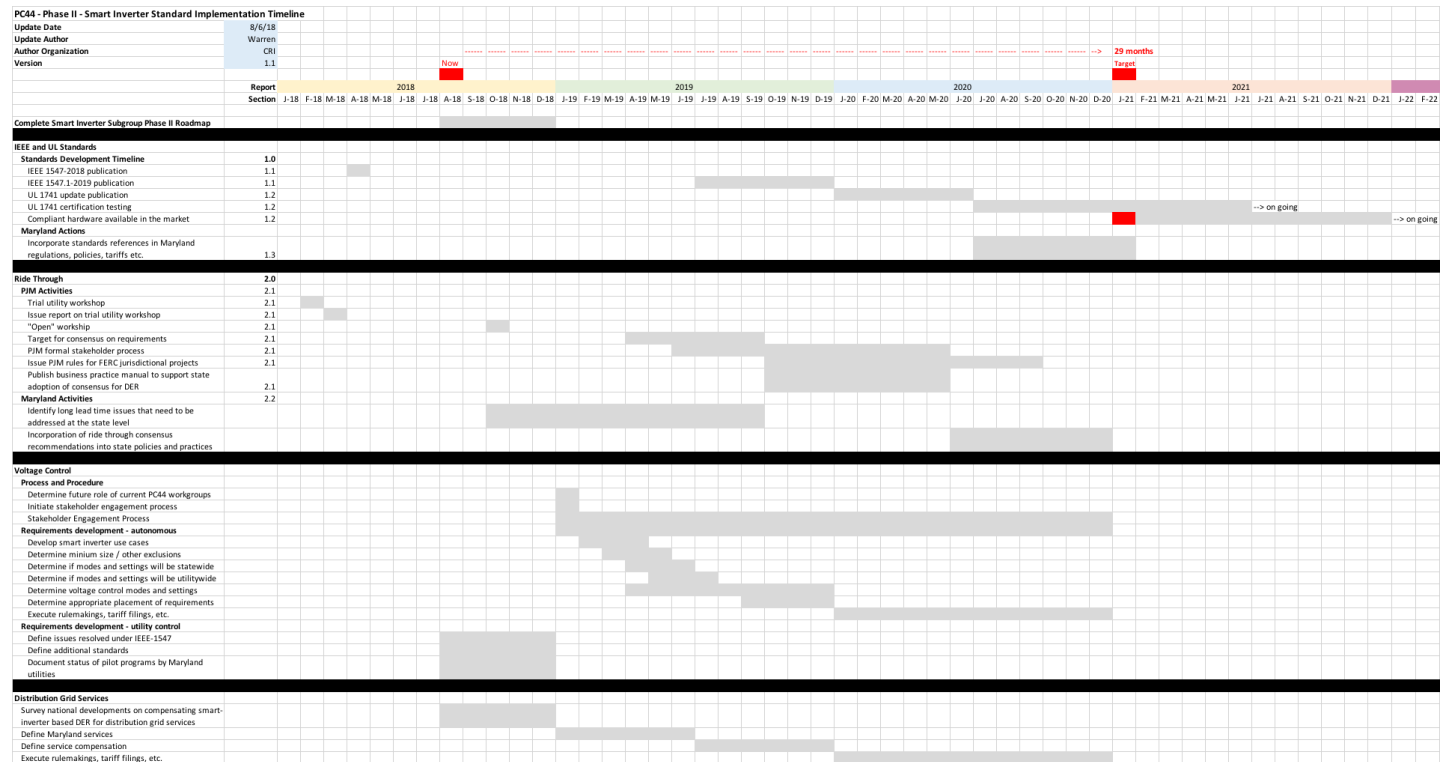 PC44 - Phase II - Smart Inverter Standard Implementation Timeline
Update Date 8/6/18
Update Author Warren
Author Organization CRI ------ ------ ------ ------ ------ ------ ------ ------ ------ ------ ------ ------ ------ ------ ------ ------ ------ ------ ------ ------ ------ ------ ------ ------ ------ ------ ------ --> 29 months
Version 1.1 Now Target
Report 2018 2019 2020 2021
Section J-18 F-18 M-18 A-18 M-18 J-18 J-18 A-18 S-18 O-18 N-18 D-18 J-19 F-19 M-19 A-19 M-19 J-19 J-19 A-19 S-19 O-19 N-19 D-19 J-20 F-20 M-20 A-20 M-20 J-20 J-20 A-20 S-20 O-20 N-20 D-20 J-21 F-21 M-21 A-21 M-21 J-21 J-21 A-21 S-21 O-21 N-21 D-21 J-22 F-22
Complete Smart Inverter Subgroup Phase II Roadmap
IEEE and UL Standards
Standards Development Timeline 1.0
IEEE 1547-2018 publication 1.1
IEEE 1547.1-2019 publication 1.1
UL 1741 update publication 1.2
UL 1741 certification testing 1.2 --> on going
Compliant hardware available in the market 1.2 --> on going
Maryland Actions
Incorporate standards references in Maryland
regulations, policies, tariffs etc. 1.3
Ride Through 2.0
PJM Activities 2.1
Trial utility workshop 2.1
Issue report on trial utility workshop 2.1
"Open" workship 2.1
Target for consensus on requirements 2.1
PJM formal stakeholder process 2.1
Issue PJM rules for FERC jurisdictional projects 2.1
Publish business practice manual to support state
adoption of consensus for DER 2.1
Maryland Activities 2.2
Identify long lead time issues that need to be
addressed at the state level
Incorporation of ride through consensus
recommendations into state policies and practices
Voltage Control
Process and Procedure
Determine future role of current PC44 workgroups
Initiate stakeholder engagement process
Stakeholder Engagement Process
Requirements development - autonomous
Develop smart inverter use cases
Determine minium size / other exclusions
Determine if modes and settings will be statewide
Determine if modes and settings will be utilitywide
Determine voltage control modes and settings
Determine appropriate placement of requirements
Execute rulemakings, tariff filings, etc.
Requirements development - utility control
Define issues resolved under IEEE-1547
Define additional standards
Document status of pilot programs by Maryland
utilities
Distribution Grid Services
Survey national developments on compensating smart-
inverter based DER for distribution grid services
Define Maryland services
Define service compensation
Execute rulemakings, tariff filings, etc.